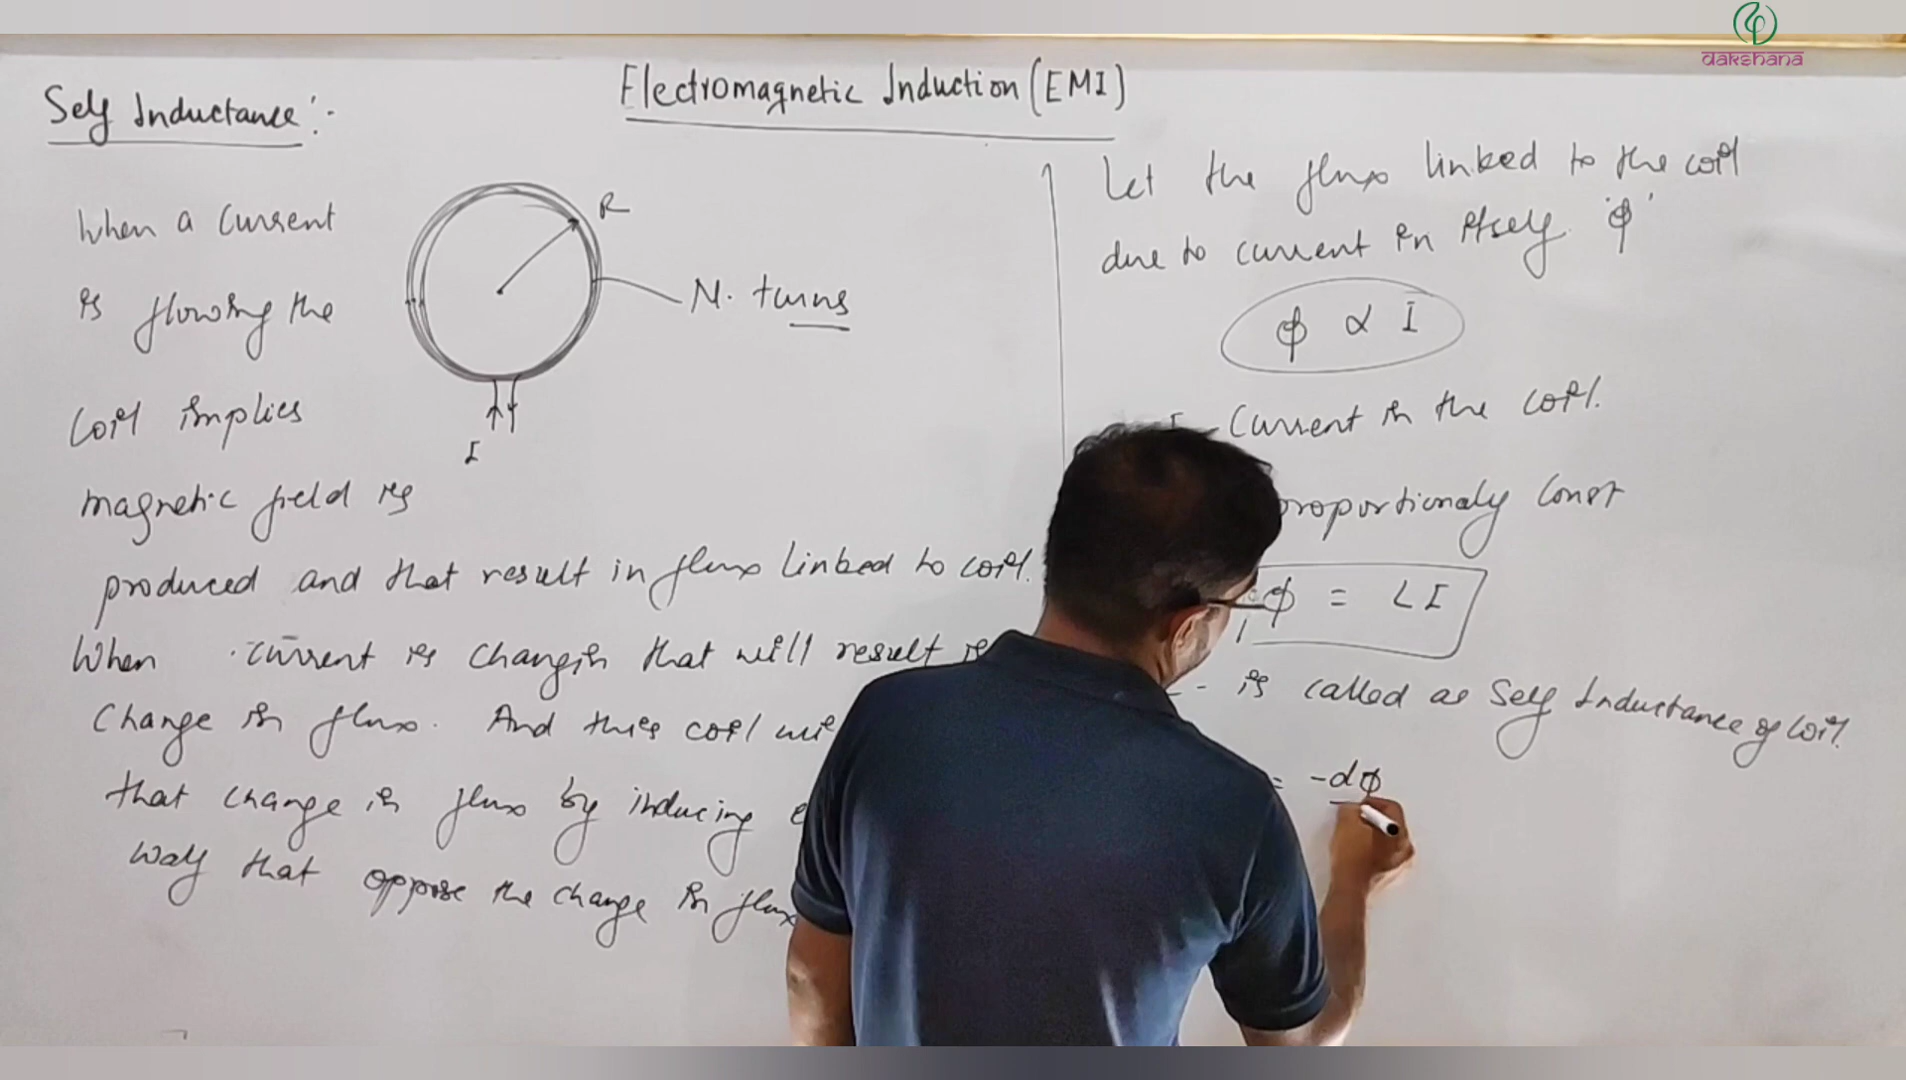 dakshana
Electromagnetic Induction (EMI)
Self Inductance :-
When a current
is flowing the
coil implies
magnetic field is
produced and that result in flux linked to coil.
When current is changin that will result
Change in flux. And this coil
that change in flux by inducing
way that oppose the change in flux
R
N. turns
I
Let the flux linked to the coil
due to current in itself 'ϕ'
ϕ ∝ I
- Current in the coil.
proportionaly Const
ϕ = LI
- is called as Self Inductance of Coil.
= -dϕ